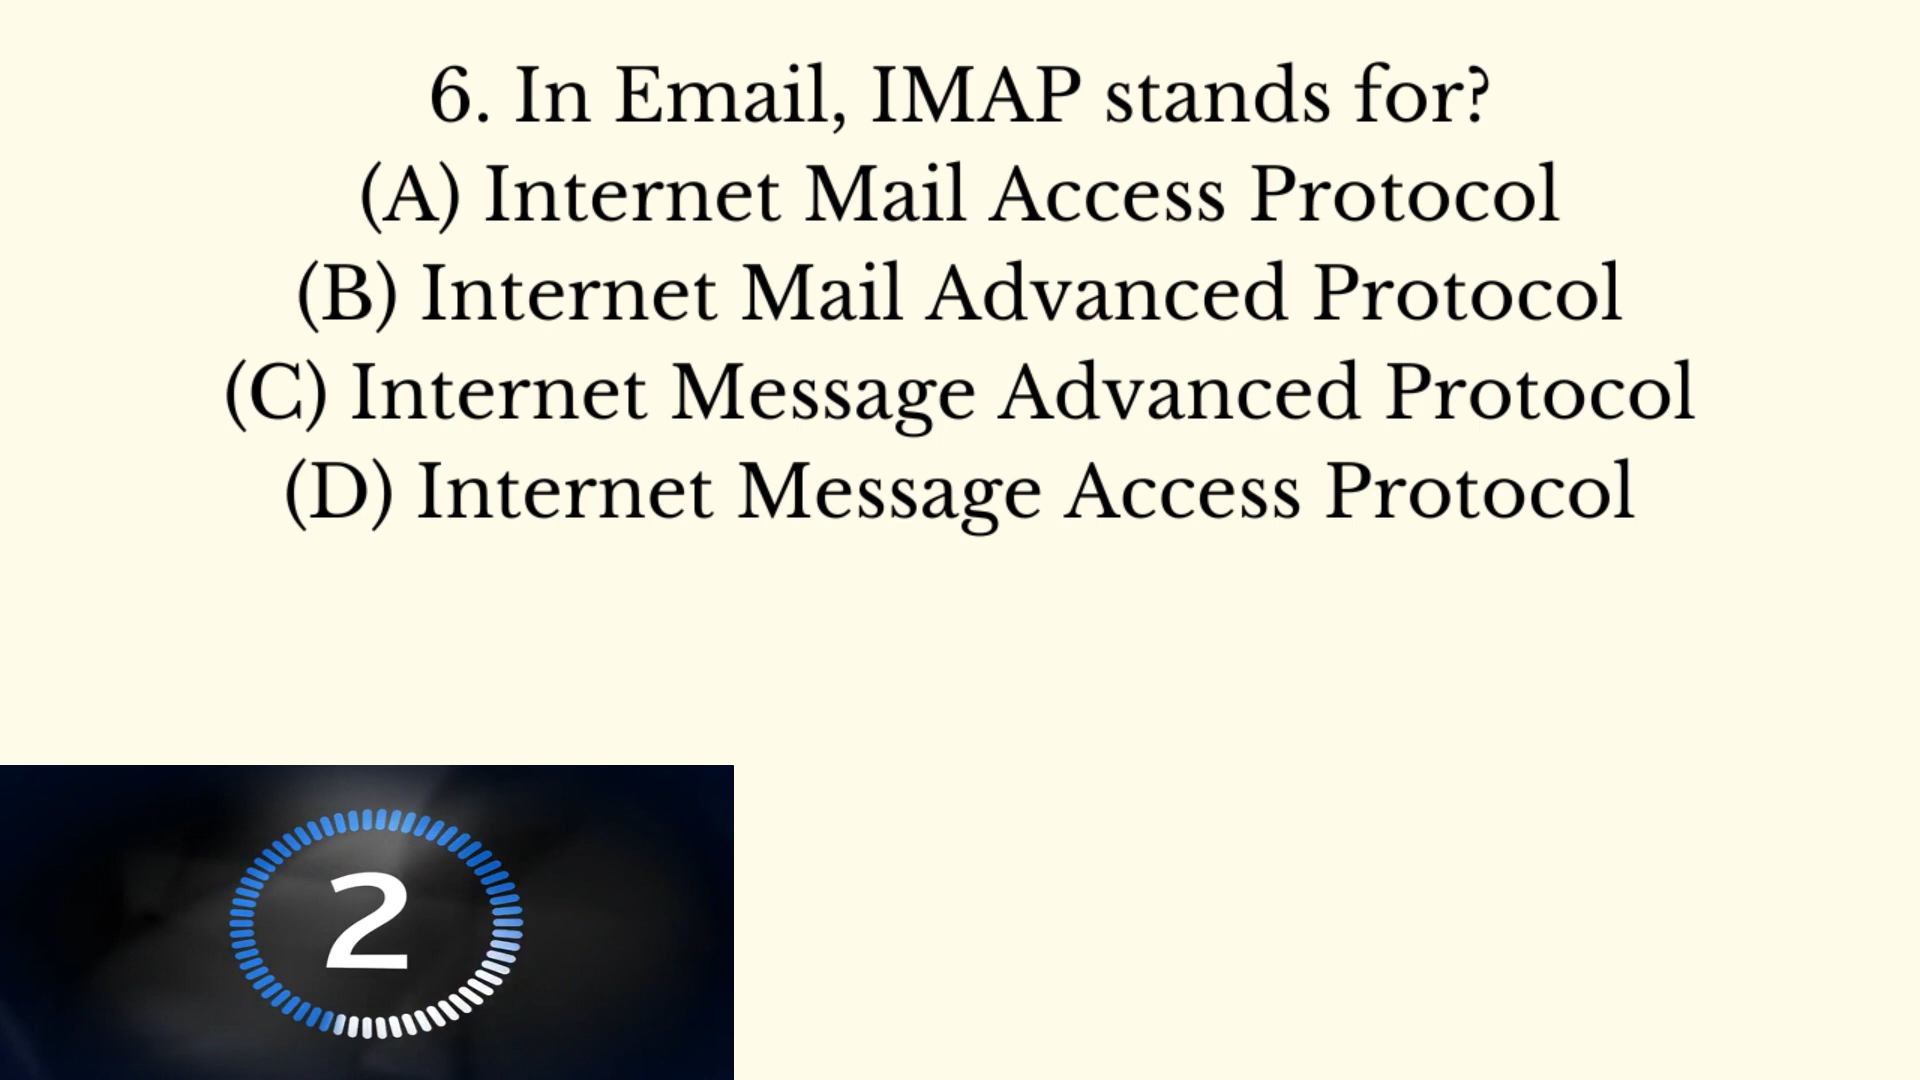 6. In Email, IMAP stands for?
(A) Internet Mail Access Protocol
(B) Internet Mail Advanced Protocol
(C) Internet Message Advanced Protocol
(D) Internet Message Access Protocol
2